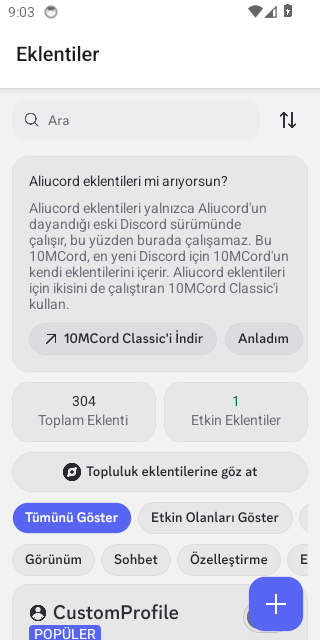 9:03
Eklentiler
Ara
Aliucord eklentileri mi arıyorsun?
Aliucord eklentileri yalnızca Aliucord'un
dayandığı eski Discord sürümünde
çalışır, bu yüzden burada çalışamaz. Bu
10MCord, en yeni Discord için 10MCord'un
kendi eklentilerini içerir. Aliucord eklentileri
için ikisini de çalıştıran 10MCord Classic'i
kullan.
10MCord Classic'i İndir
Anladım
304
Toplam Eklenti
1
Etkin Eklentiler
Topluluk eklentilerine göz at
Tümünü Göster
Etkin Olanları Göster
Görünüm
Sohbet
Özelleştirme
E
CustomProfile
POPÜLER